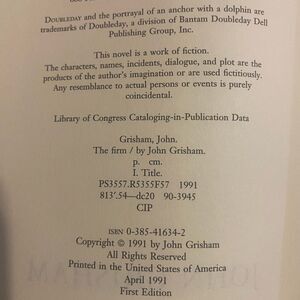 DOUBLEDAY and the portrayal of an anchor with a dolphin are
trademarks of Doubleday, a division of Bantam Doubleday Dell
Publishing Group, Inc.
This novel is a work of fiction.
The characters, names, incidents, dialogue, and plot are the
products of the author's imagination or are used fictitiously.
Any resemblance to actual persons or events is purely
coincidental.
Library of Congress Cataloging-in-Publication Data
Grisham, John.
The firm / by John Grisham.
p. cm.
I. Title.
PS3557.R5355F57 1991
813'.54—dc20 90-3945
CIP
ISBN 0-385-41634-2
Copyright © 1991 by John Grisham
All Rights Reserved
Printed in the United States of America
April 1991
First Edition